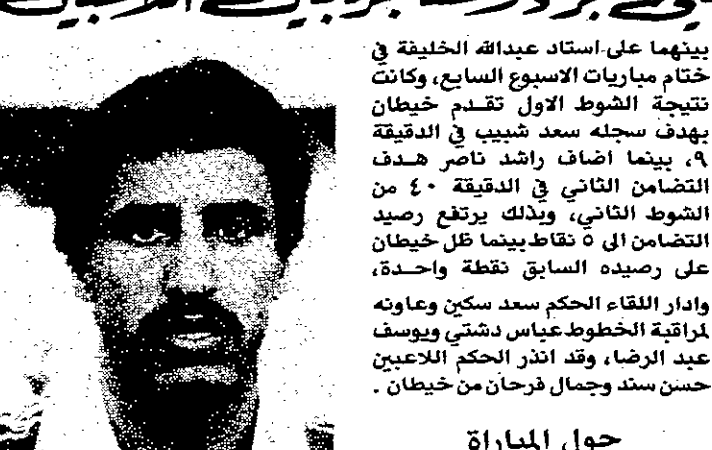 بينهما على استاد عبدالله الخليفة في
ختام مباريات الاسبوع السابع، وكانت
نتيجة الشوط الاول تقدم خيطان
بهدف سجله سعد شبيب في الدقيقة
٩، بينما اضاف راشد ناصر هدف
التضامن الثاني في الدقيقة ٤٠ من
الشوط الثاني، وبذلك يرتفع رصيد
التضامن الى ٥ نقاط بينما ظل خيطان
على رصيده السابق نقطة واحدة،
وادار اللقاء الحكم سعد سكين وعاونه
لمراقبة الخطوط عباس دشتي ويوسف
عبد الرضا، وقد انذر الحكم اللاعبين
حسن سند وجمال فرحان من خيطان .
حول المباراة